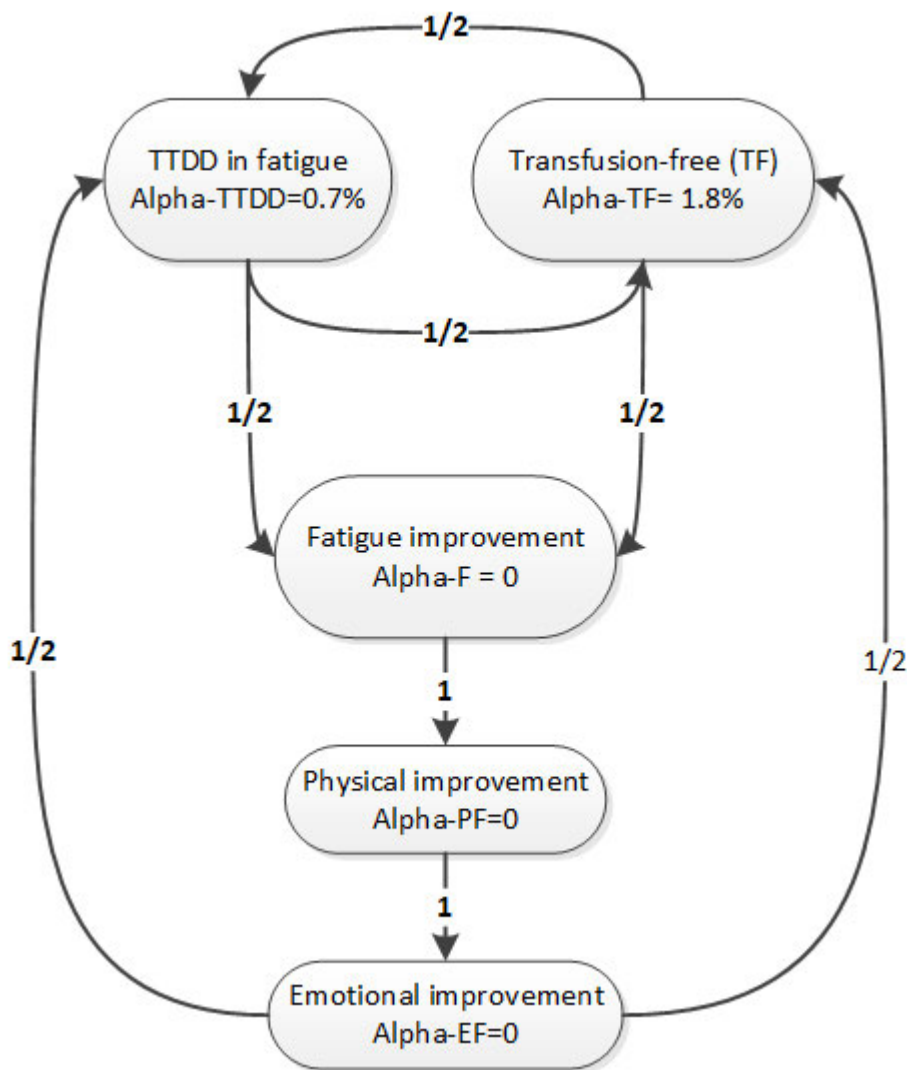 1/2
TTDD in fatigue
Alpha-TTDD=0.7%
Transfusion-free (TF)
Alpha-TF= 1.8%
1/2
1/2
1/2
Fatigue improvement
Alpha-F = 0
1/2
1/2
1
Physical improvement
Alpha-PF=0
1
Emotional improvement
Alpha-EF=0